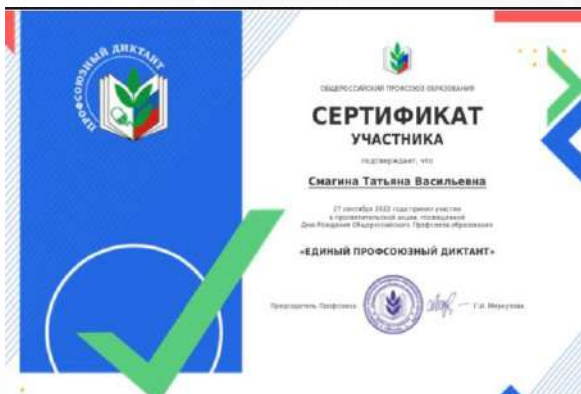 ПРОФСОЮЗНЫЙ ДИКТАНТ
ОБЩЕРОССИЙСКИЙ ПРОФСОЮЗ ОБРАЗОВАНИЯ
СЕРТИФИКАТ
УЧАСТНИКА
подтверждает, что
Смагина Татьяна Васильевна
27 сентября 2022 года принял участие
в просветительской акции, посвященной
Дню Рождения Общероссийского Профсоюза образования
«ЕДИНЫЙ ПРОФСОЮЗНЫЙ ДИКТАНТ»
Председатель Профсоюза
Г.И. Меркулова